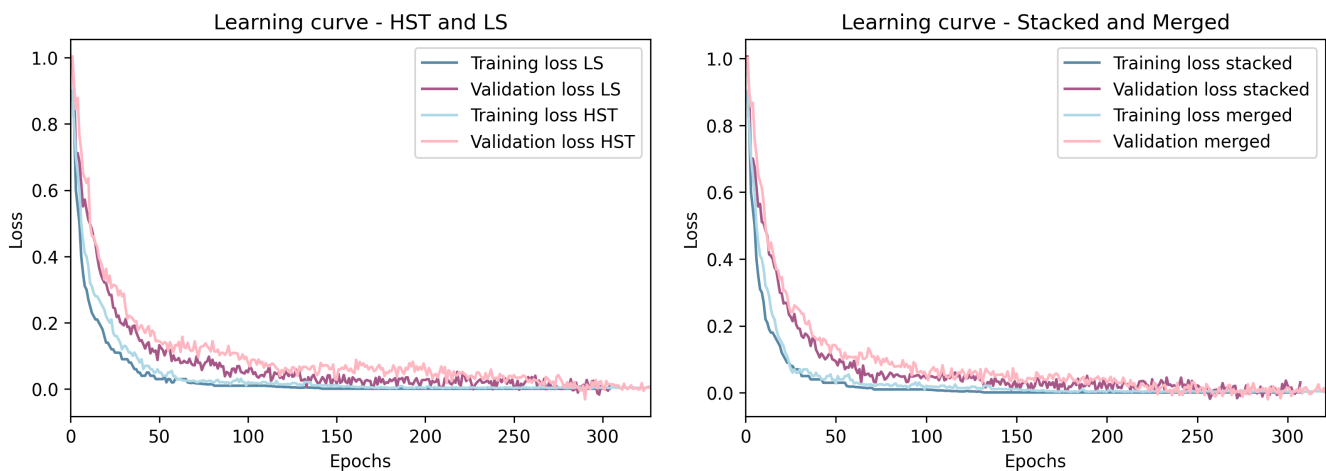 Learning curve - HST and LS
Training loss LS
Validation loss LS
Training loss HST
Validation loss HST
1.0
0.8
0.6
0.4
0.2
0.0
Loss
0 50 100 150 200 250 300
Epochs
Learning curve - Stacked and Merged
Training loss stacked
Validation loss stacked
Training loss merged
Validation merged
1.0
0.8
0.6
0.4
0.2
0.0
Loss
0 50 100 150 200 250 300
Epochs